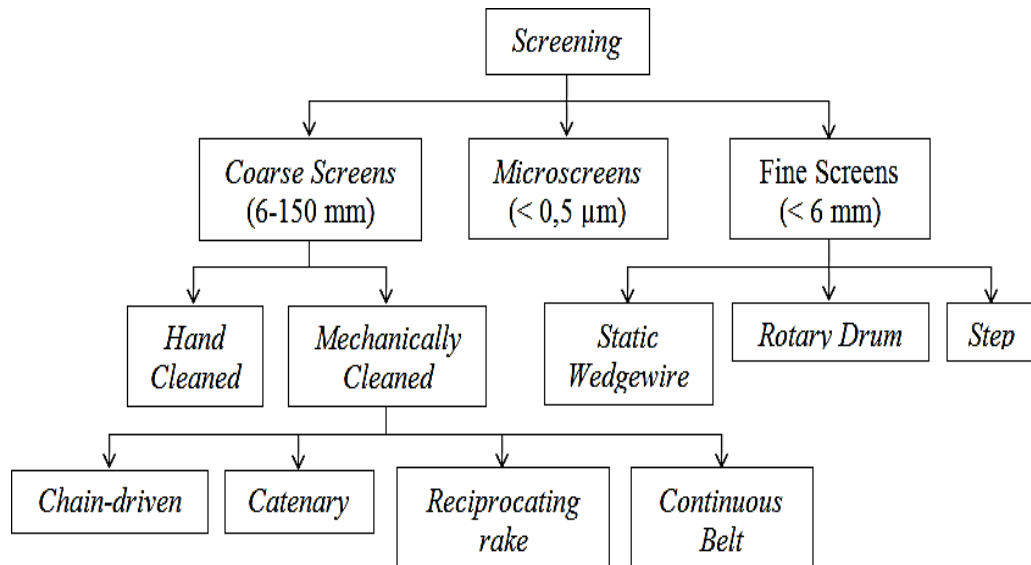 Screening
Coarse Screens
(6-150 mm)
Microscreens
(< 0,5 µm)
Fine Screens
(< 6 mm)
Hand
Cleaned
Mechanically
Cleaned
Static
Wedgewire
Rotary Drum
Step
Chain-driven
Catenary
Reciprocating
rake
Continuous
Belt